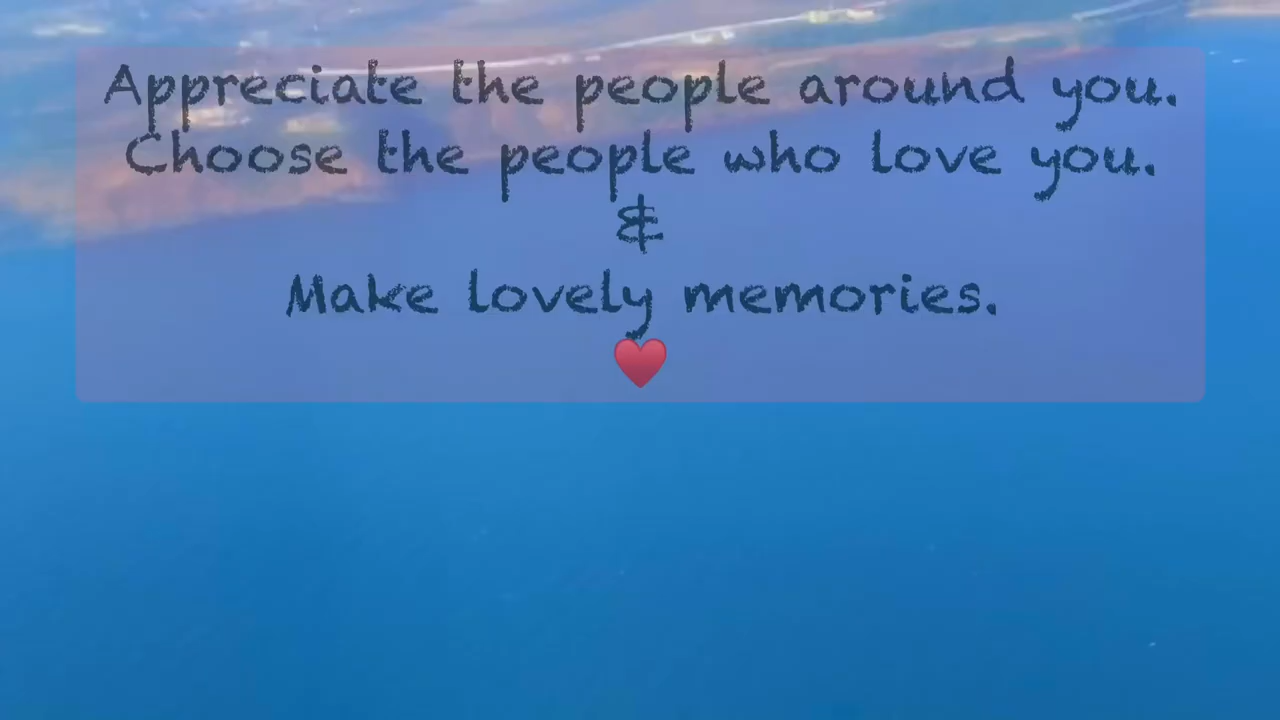 Appreciate the people around you.
Choose the people who love you.
&
Make lovely memories.
♥️